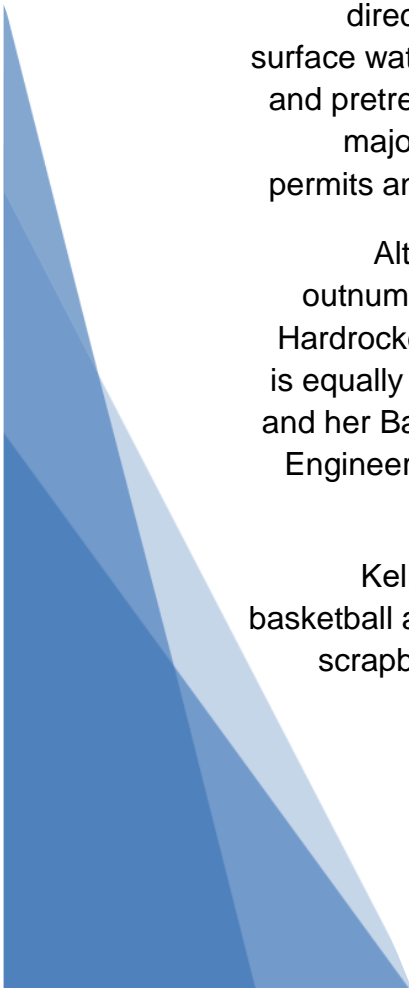 direc
surface wat
and pretre
majo
permits an
Alt
outnum
Hardrocke
is equally
and her Ba
Engineer
Kel
basketball a
scrapb